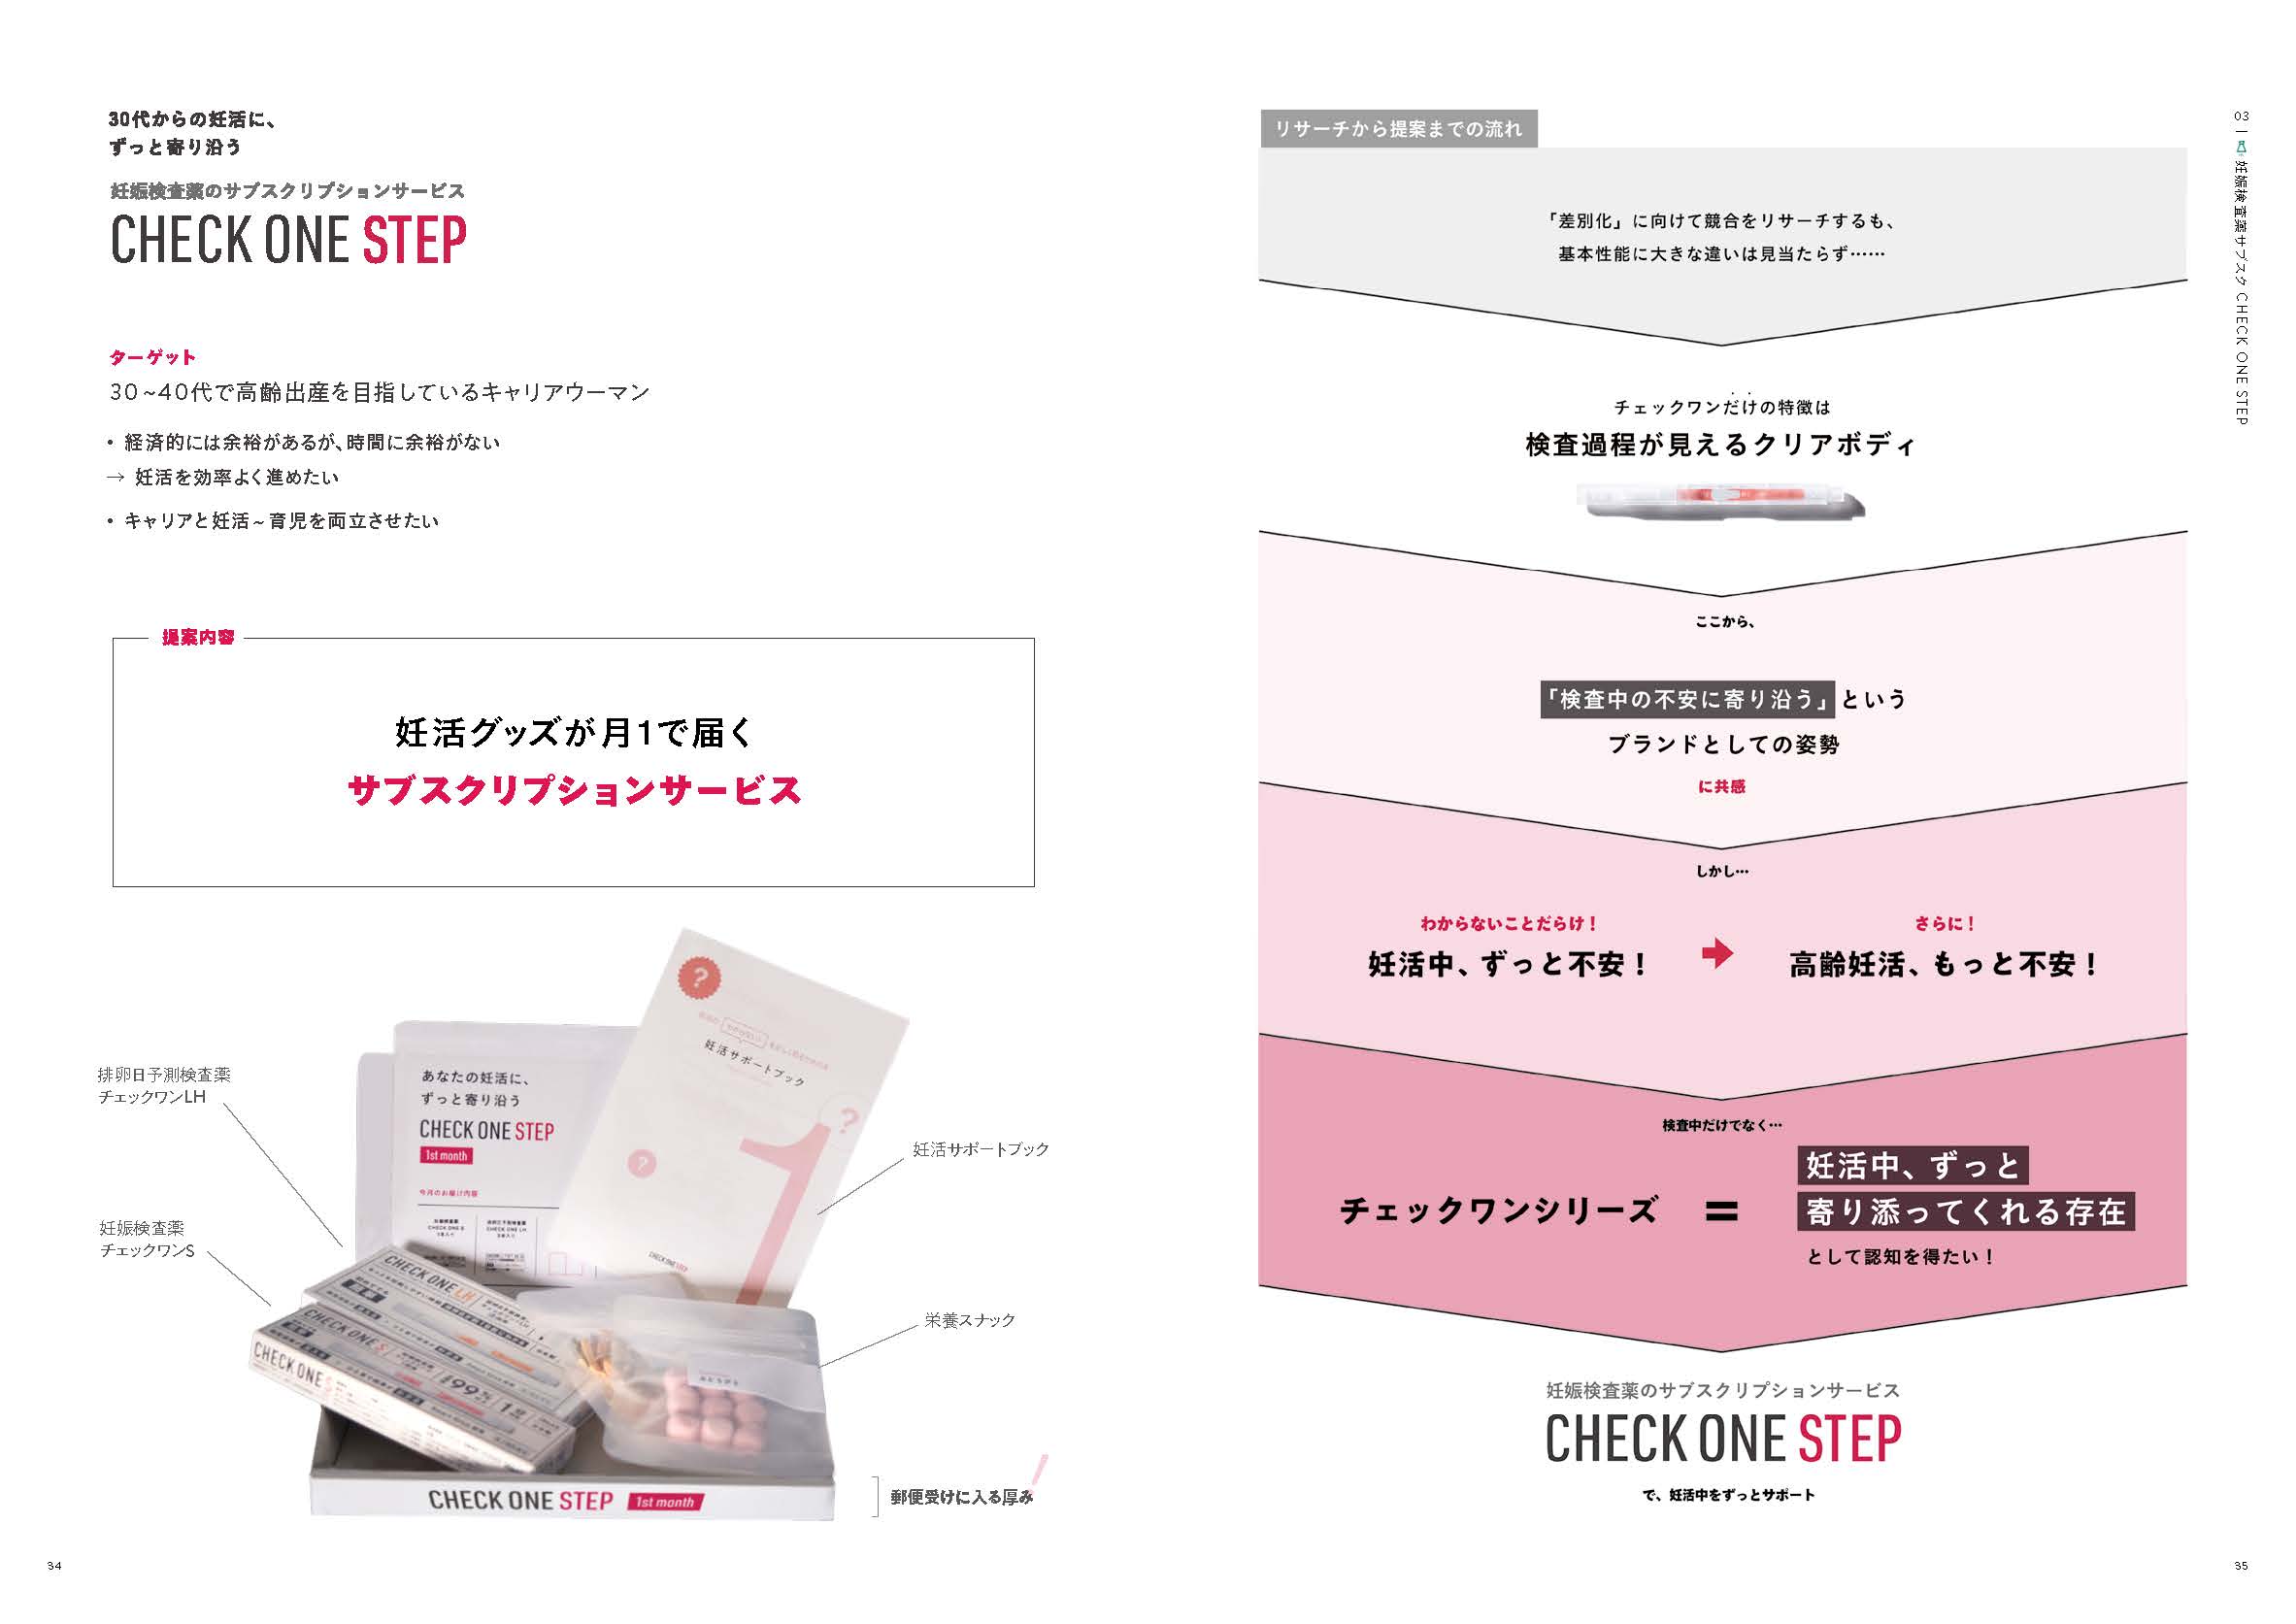 30代からの妊活に、
ずっと寄り沿う
妊娠検査薬のサブスクリプションサービス
CHECK ONE STEP
ターゲット
30~40代で高齢出産を目指しているキャリアウーマン
• 経済的には余裕があるが、時間に余裕がない
→ 妊活を効率よく進めたい
• キャリアと妊活~育児を両立させたい
提案内容
妊活グッズが月1で届く
サブスクリプションサービス
排卵日予測検査薬
チェックワンLH
妊娠検査薬
チェックワンS
あなたの妊活に、
ずっと寄り沿う
CHECK ONE STEP
1st month
今月のお届け内容
?
妊活サポートブック
?
?
1
CHECK ONE STEP
妊活サポートブック
栄養スナック
CHECK ONE LH
CHECK ONE S
99%
CHECK ONE S
CHECK ONE STEP 1st month
郵便受けに入る厚み
34
リサーチから提案までの流れ
「差別化」に向けて競合をリサーチするも、
基本性能に大きな違いは見当たらず……
チェックワンだけの特徴は
検査過程が見えるクリアボディ
ここから、
「検査中の不安に寄り沿う」という
ブランドとしての姿勢
に共感
しかし…
わからないことだらけ！
妊活中、ずっと不安！
さらに！
高齢妊活、もっと不安！
検査中だけでなく…
チェックワンシリーズ
=
妊活中、ずっと
寄り添ってくれる存在
として認知を得たい！
妊娠検査薬のサブスクリプションサービス
CHECK ONE STEP
で、妊活中をずっとサポート
03 | 妊娠検査薬サブスク CHECK ONE STEP
35